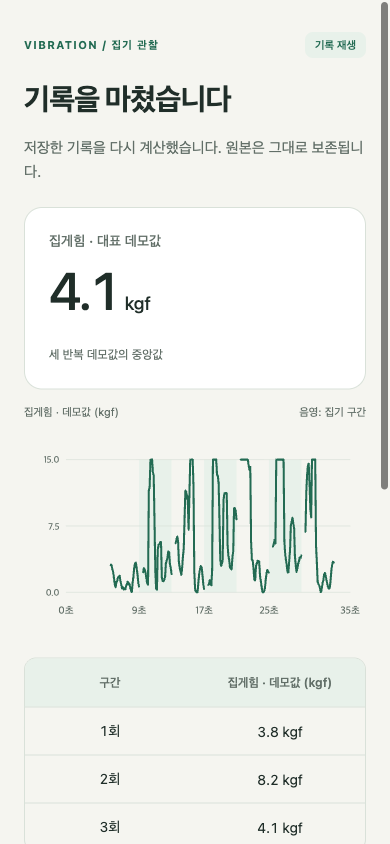 VIBRATION / 집기 관찰
기록 재생
기록을 마쳤습니다
저장한 기록을 다시 계산했습니다. 원본은 그대로 보존됩니
다.
집게힘 · 대표 데모값
4.1 kgf
세 반복 데모값의 중앙값
집게힘 · 데모값 (kgf)
음영: 집기 구간
15.0
7.5
0.0
0초 9초 17초 25초 35초
구간 집게힘 · 데모값 (kgf)
1회 3.8 kgf
2회 8.2 kgf
3회 4.1 kgf